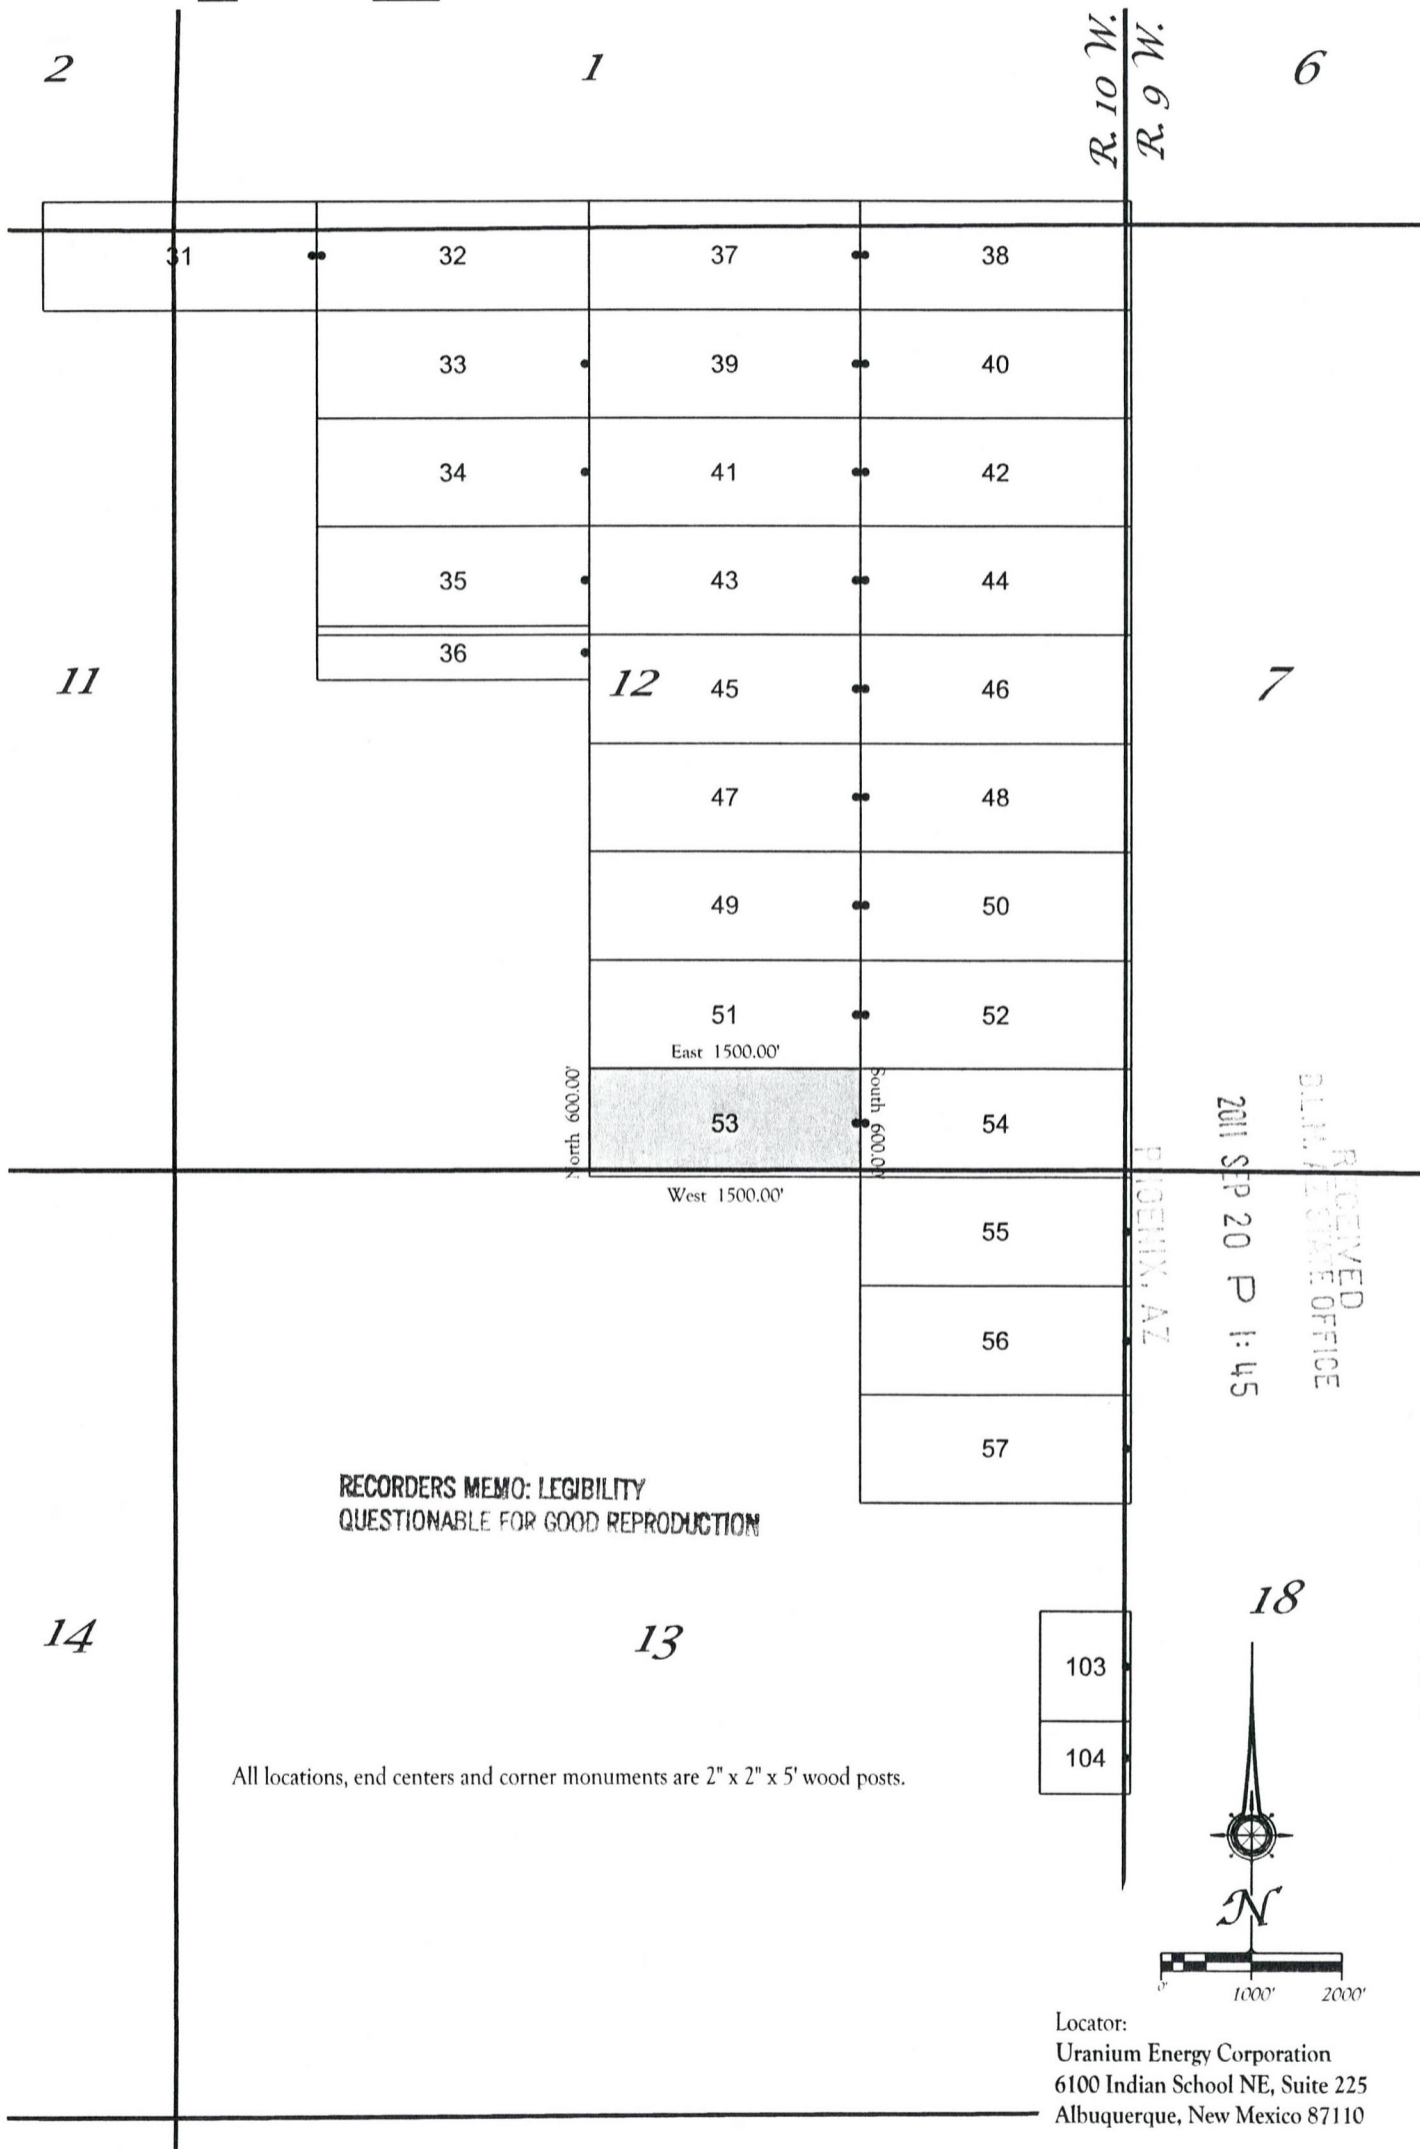 2
1
R. 10 W.
R. 9 W.
6
31
32
37
38
33
39
40
34
41
42
35
43
44
36
11
12
45
46
7
47
48
49
50
51
52
East 1500.00'
North 600.00'
53
South 600.00'
54
West 1500.00'
RECEIVED
B.L.M. AZ STATE OFFICE
2011 SEP 20 P 1:45
PHOENIX, AZ
55
56
57
RECORDERS MEMO: LEGIBILITY
QUESTIONABLE FOR GOOD REPRODUCTION
14
13
18
103
104
All locations, end centers and corner monuments are 2" x 2" x 5' wood posts.
N
0' 1000' 2000'
Locator:
Uranium Energy Corporation
6100 Indian School NE, Suite 225
Albuquerque, New Mexico 87110